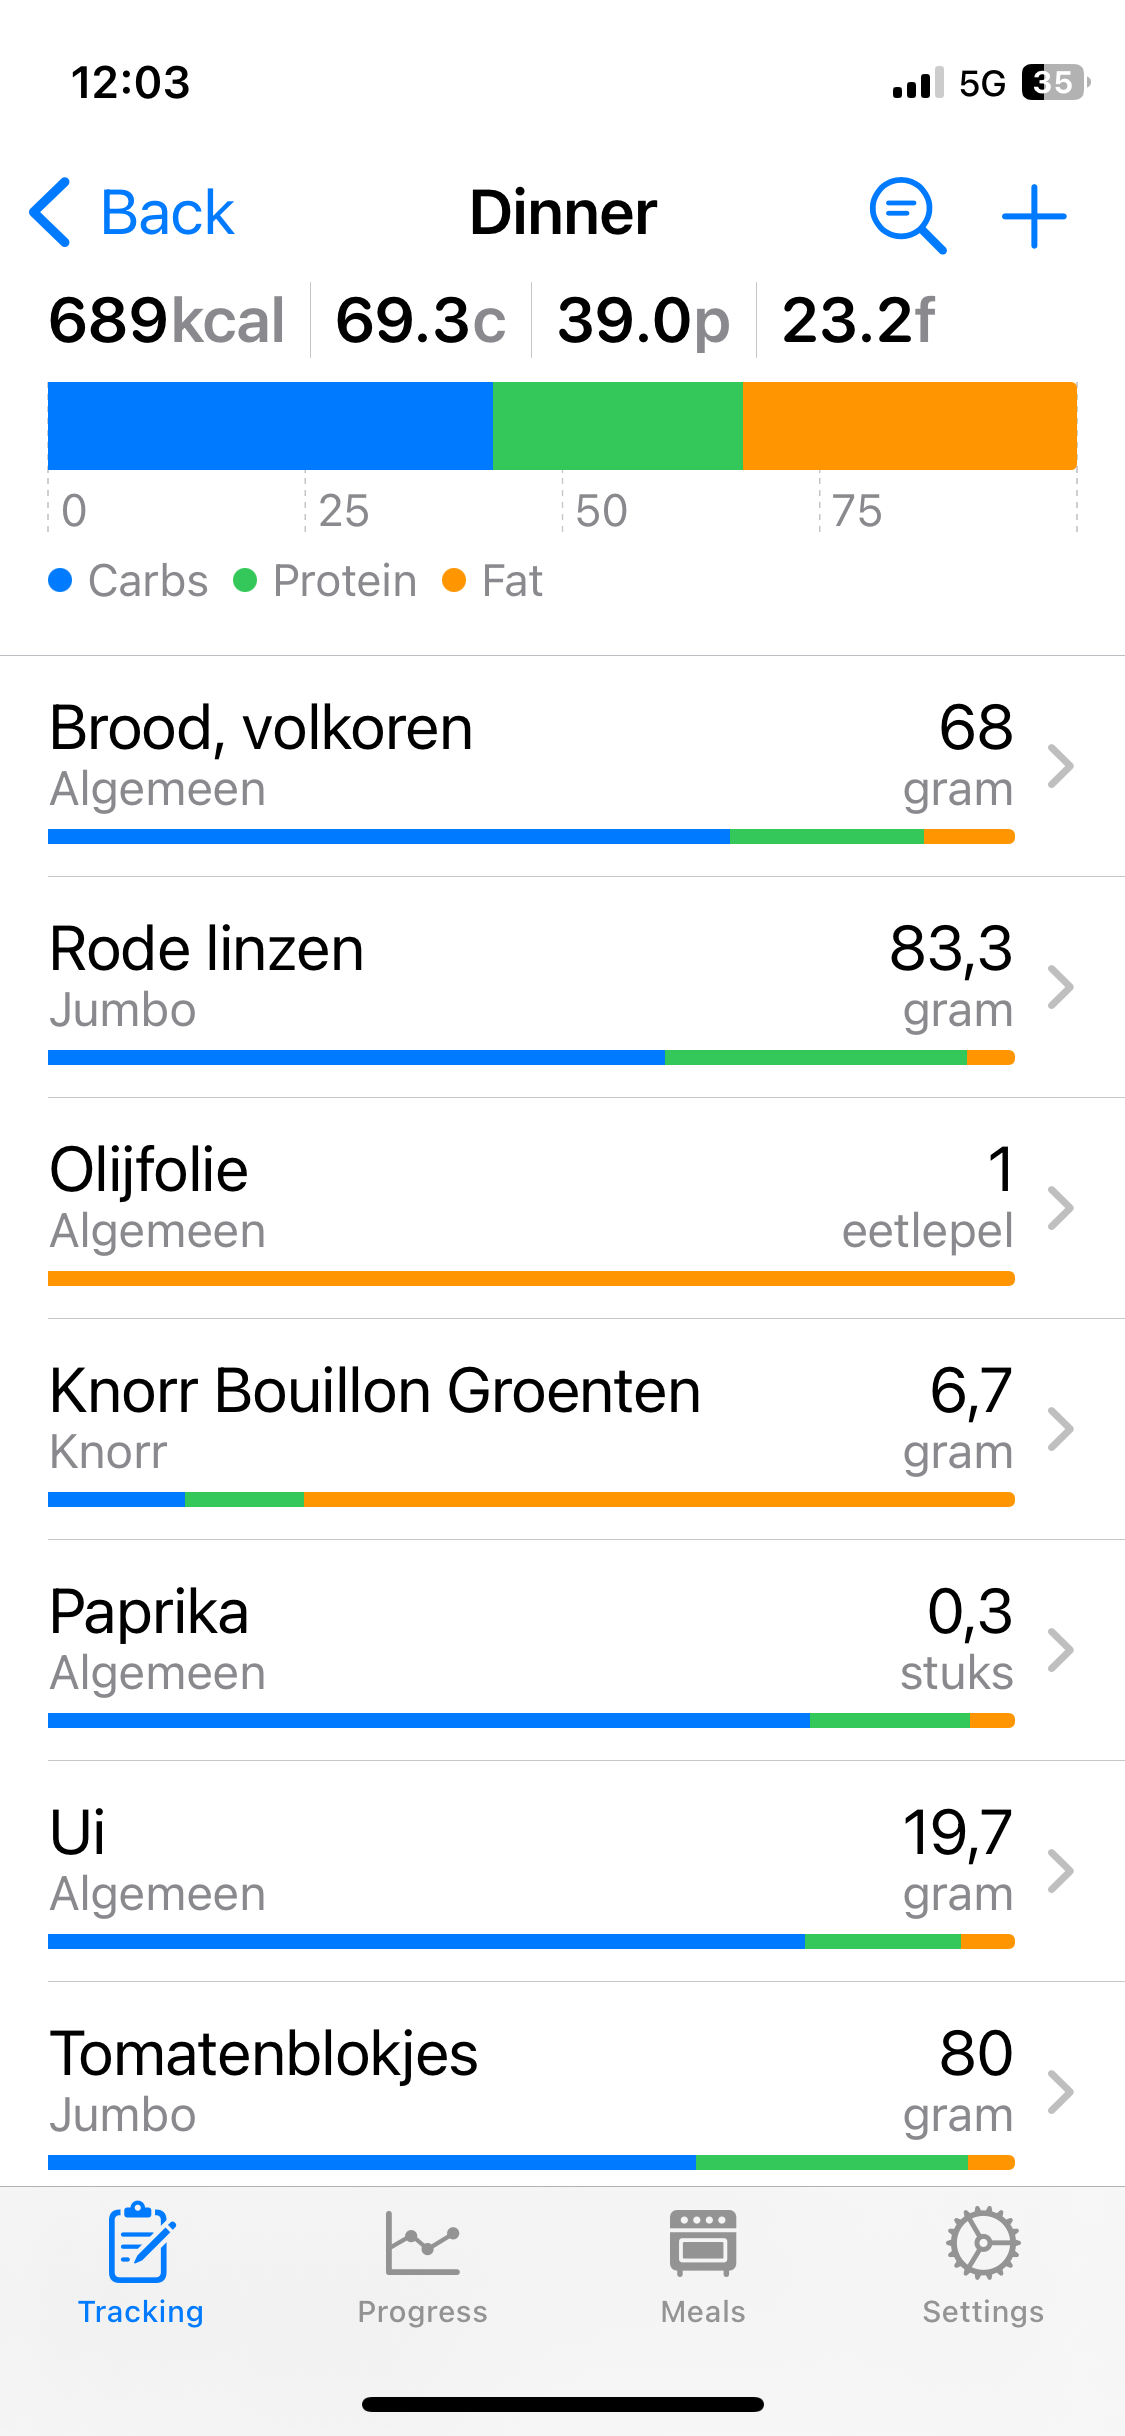 12:03 5G 35
Back Dinner
689kcal 69.3c 39.0p 23.2f
0 25 50 75
Carbs Protein Fat
Brood, volkoren 68
Algemeen gram
Rode linzen 83,3
Jumbo gram
Olijfolie 1
Algemeen eetlepel
Knorr Bouillon Groenten 6,7
Knorr gram
Paprika 0,3
Algemeen stuks
Ui 19,7
Algemeen gram
Tomatenblokjes 80
Jumbo gram
Tracking Progress Meals Settings